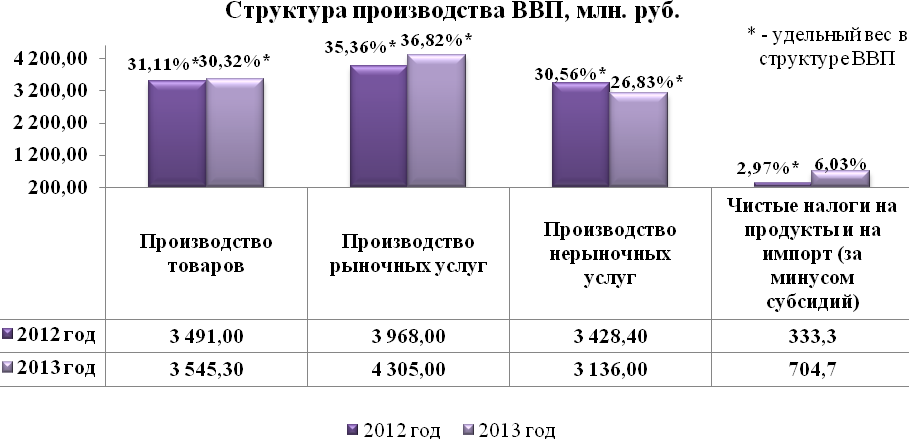 Структура производства ВВП, млн. руб.
* - удельный вес в
структуре ВВП
4 200,00
3 200,00
2 200,00
1 200,00
200,00
31,11%* 30,32%*
35,36%* 36,82%*
30,56%* 26,83%*
2,97%* 6,03%
Производство
товаров
Производство
рыночных услуг
Производство
нерыночных
услуг
Чистые налоги на
продукты и на
импорт (за
минусом
субсидий)
2012 год 3 491,00 3 968,00 3 428,40 333,3
2013 год 3 545,30 4 305,00 3 136,00 704,7
2012 год 2013 год